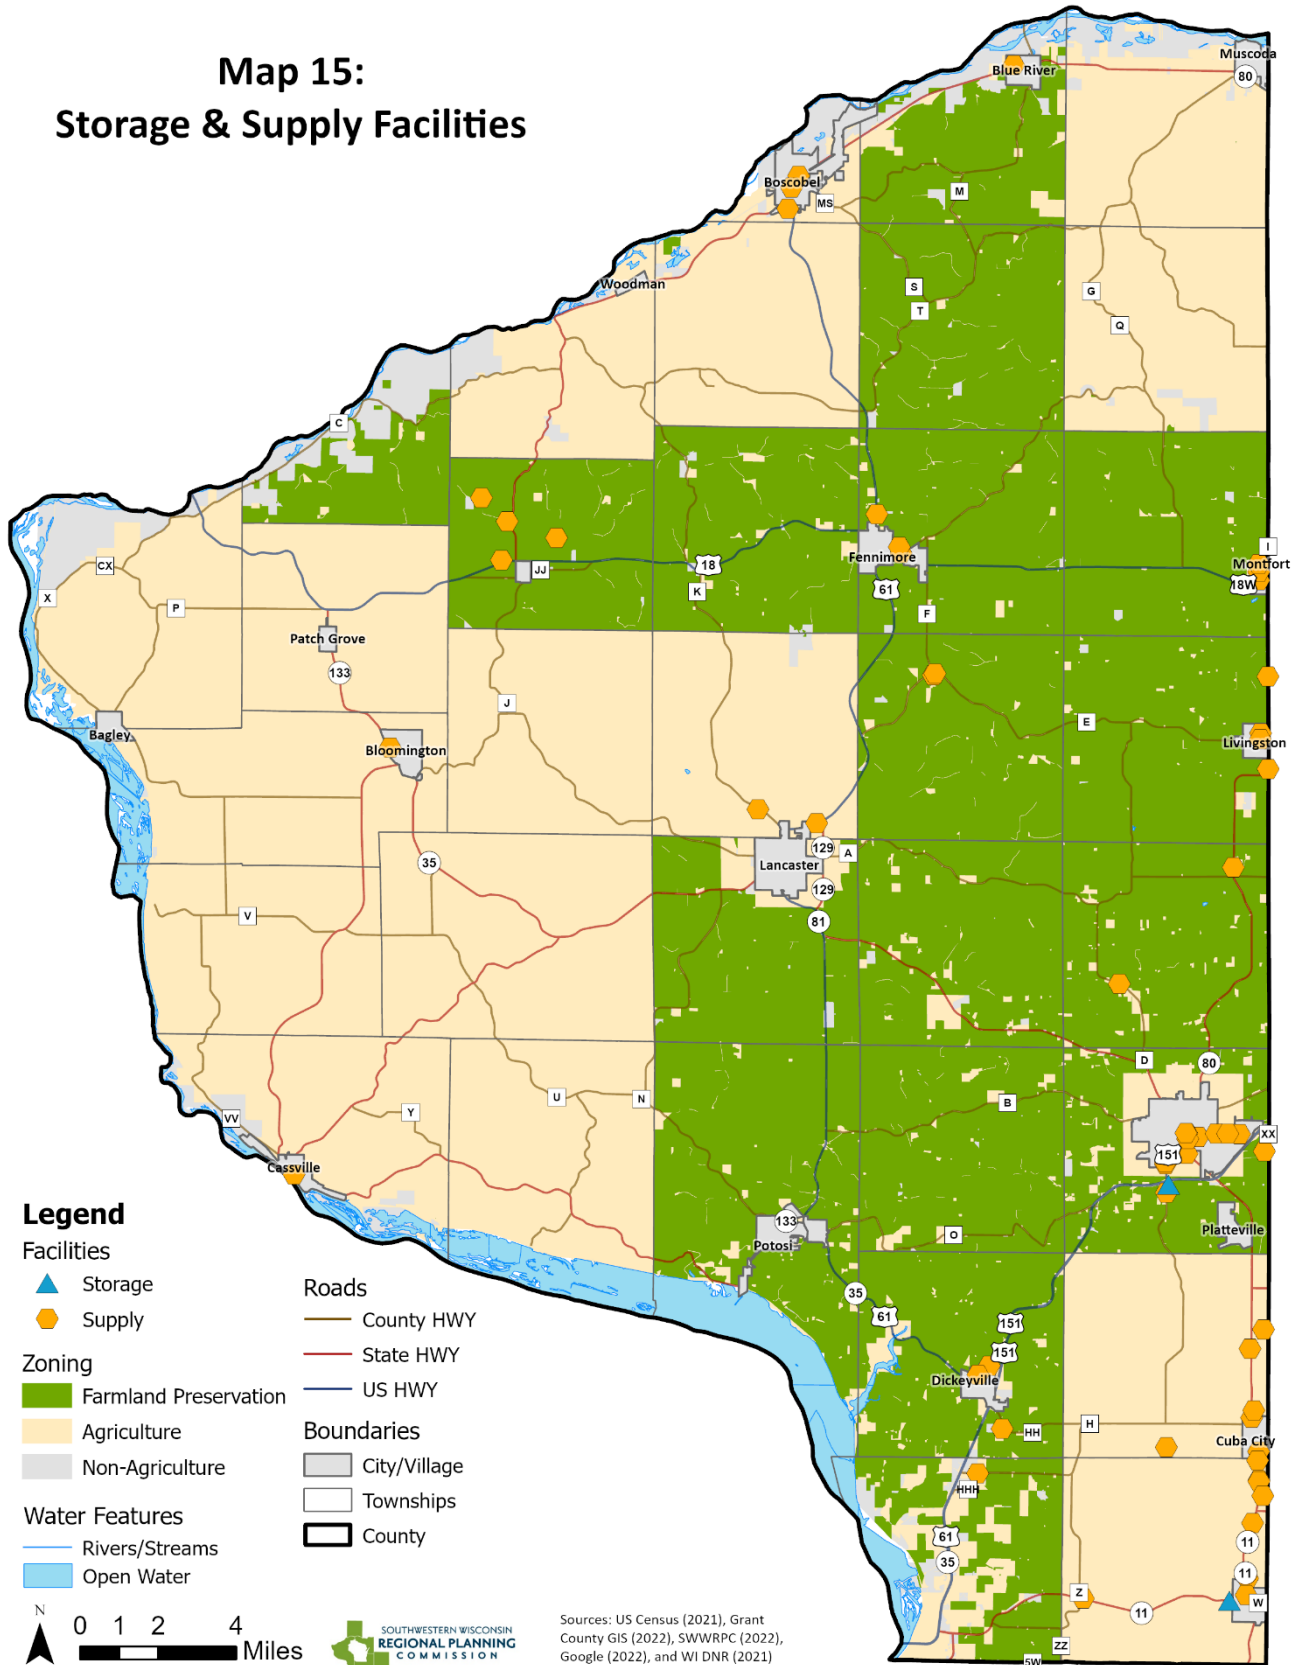 Map 15:
Storage & Supply Facilities
Muscoda
80
Blue River
Boscobel
MS
M
Woodman
S
T
G
Q
C
I
Montfort
18W
Fennimore
18
JJ
K
61
F
CX
X
P
Patch Grove
133
J
E
Bagley
Bloomington
Livingston
129
A
Lancaster
35
129
V
81
D
80
Y
U
N
B
VV
XX
151
Cassville
133
Potosi
O
Platteville
35
61
151
151
Dickeyville
HH
H
Cuba City
HHH
61
35
11
11
Z
W
11
ZZ
5W
Legend
Facilities
Storage
Supply
Zoning
Farmland Preservation
Agriculture
Non-Agriculture
Water Features
Rivers/Streams
Open Water
Roads
County HWY
State HWY
US HWY
Boundaries
City/Village
Townships
County
N
0 1 2 4
Miles
SOUTHWESTERN WISCONSIN
REGIONAL PLANNING
COMMISSION
Sources: US Census (2021), Grant
County GIS (2022), SWWRPC (2022),
Google (2022), and WI DNR (2021)